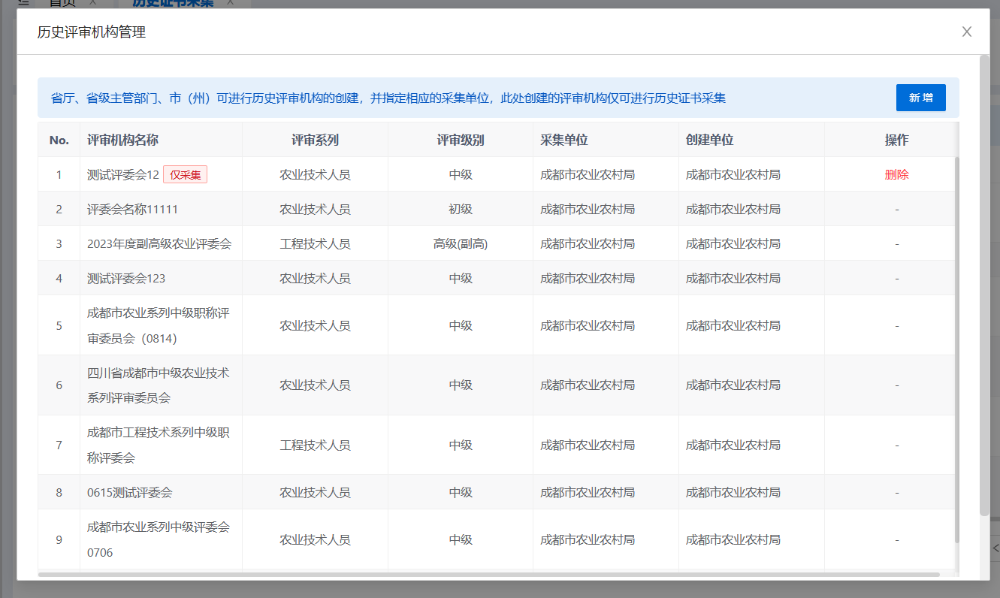 首页
历史证书采集
历史评审机构管理
省厅、省级主管部门、市（州）可进行历史评审机构的创建，并指定相应的采集单位，此处创建的评审机构仅可进行历史证书采集 新增
No. 评审机构名称 评审系列 评审级别 采集单位 创建单位 操作
1 测试评委会12 仅采集 农业技术人员 中级 成都市农业农村局 成都市农业农村局 删除
2 评委会名称11111 农业技术人员 初级 成都市农业农村局 成都市农业农村局 -
3 2023年度副高级农业评委会 工程技术人员 高级(副高) 成都市农业农村局 成都市农业农村局 -
4 测试评委会123 农业技术人员 中级 成都市农业农村局 成都市农业农村局 -
5 成都市农业系列中级职称评
审委员会（0814） 农业技术人员 中级 成都市农业农村局 成都市农业农村局 -
6 四川省成都市中级农业技术
系列评审委员会 农业技术人员 中级 成都市农业农村局 成都市农业农村局 -
7 成都市工程技术系列中级职
称评委会 工程技术人员 中级 成都市农业农村局 成都市农业农村局 -
8 0615测试评委会 农业技术人员 中级 成都市农业农村局 成都市农业农村局 -
9 成都市农业系列中级评委会
0706 农业技术人员 中级 成都市农业农村局 成都市农业农村局 -